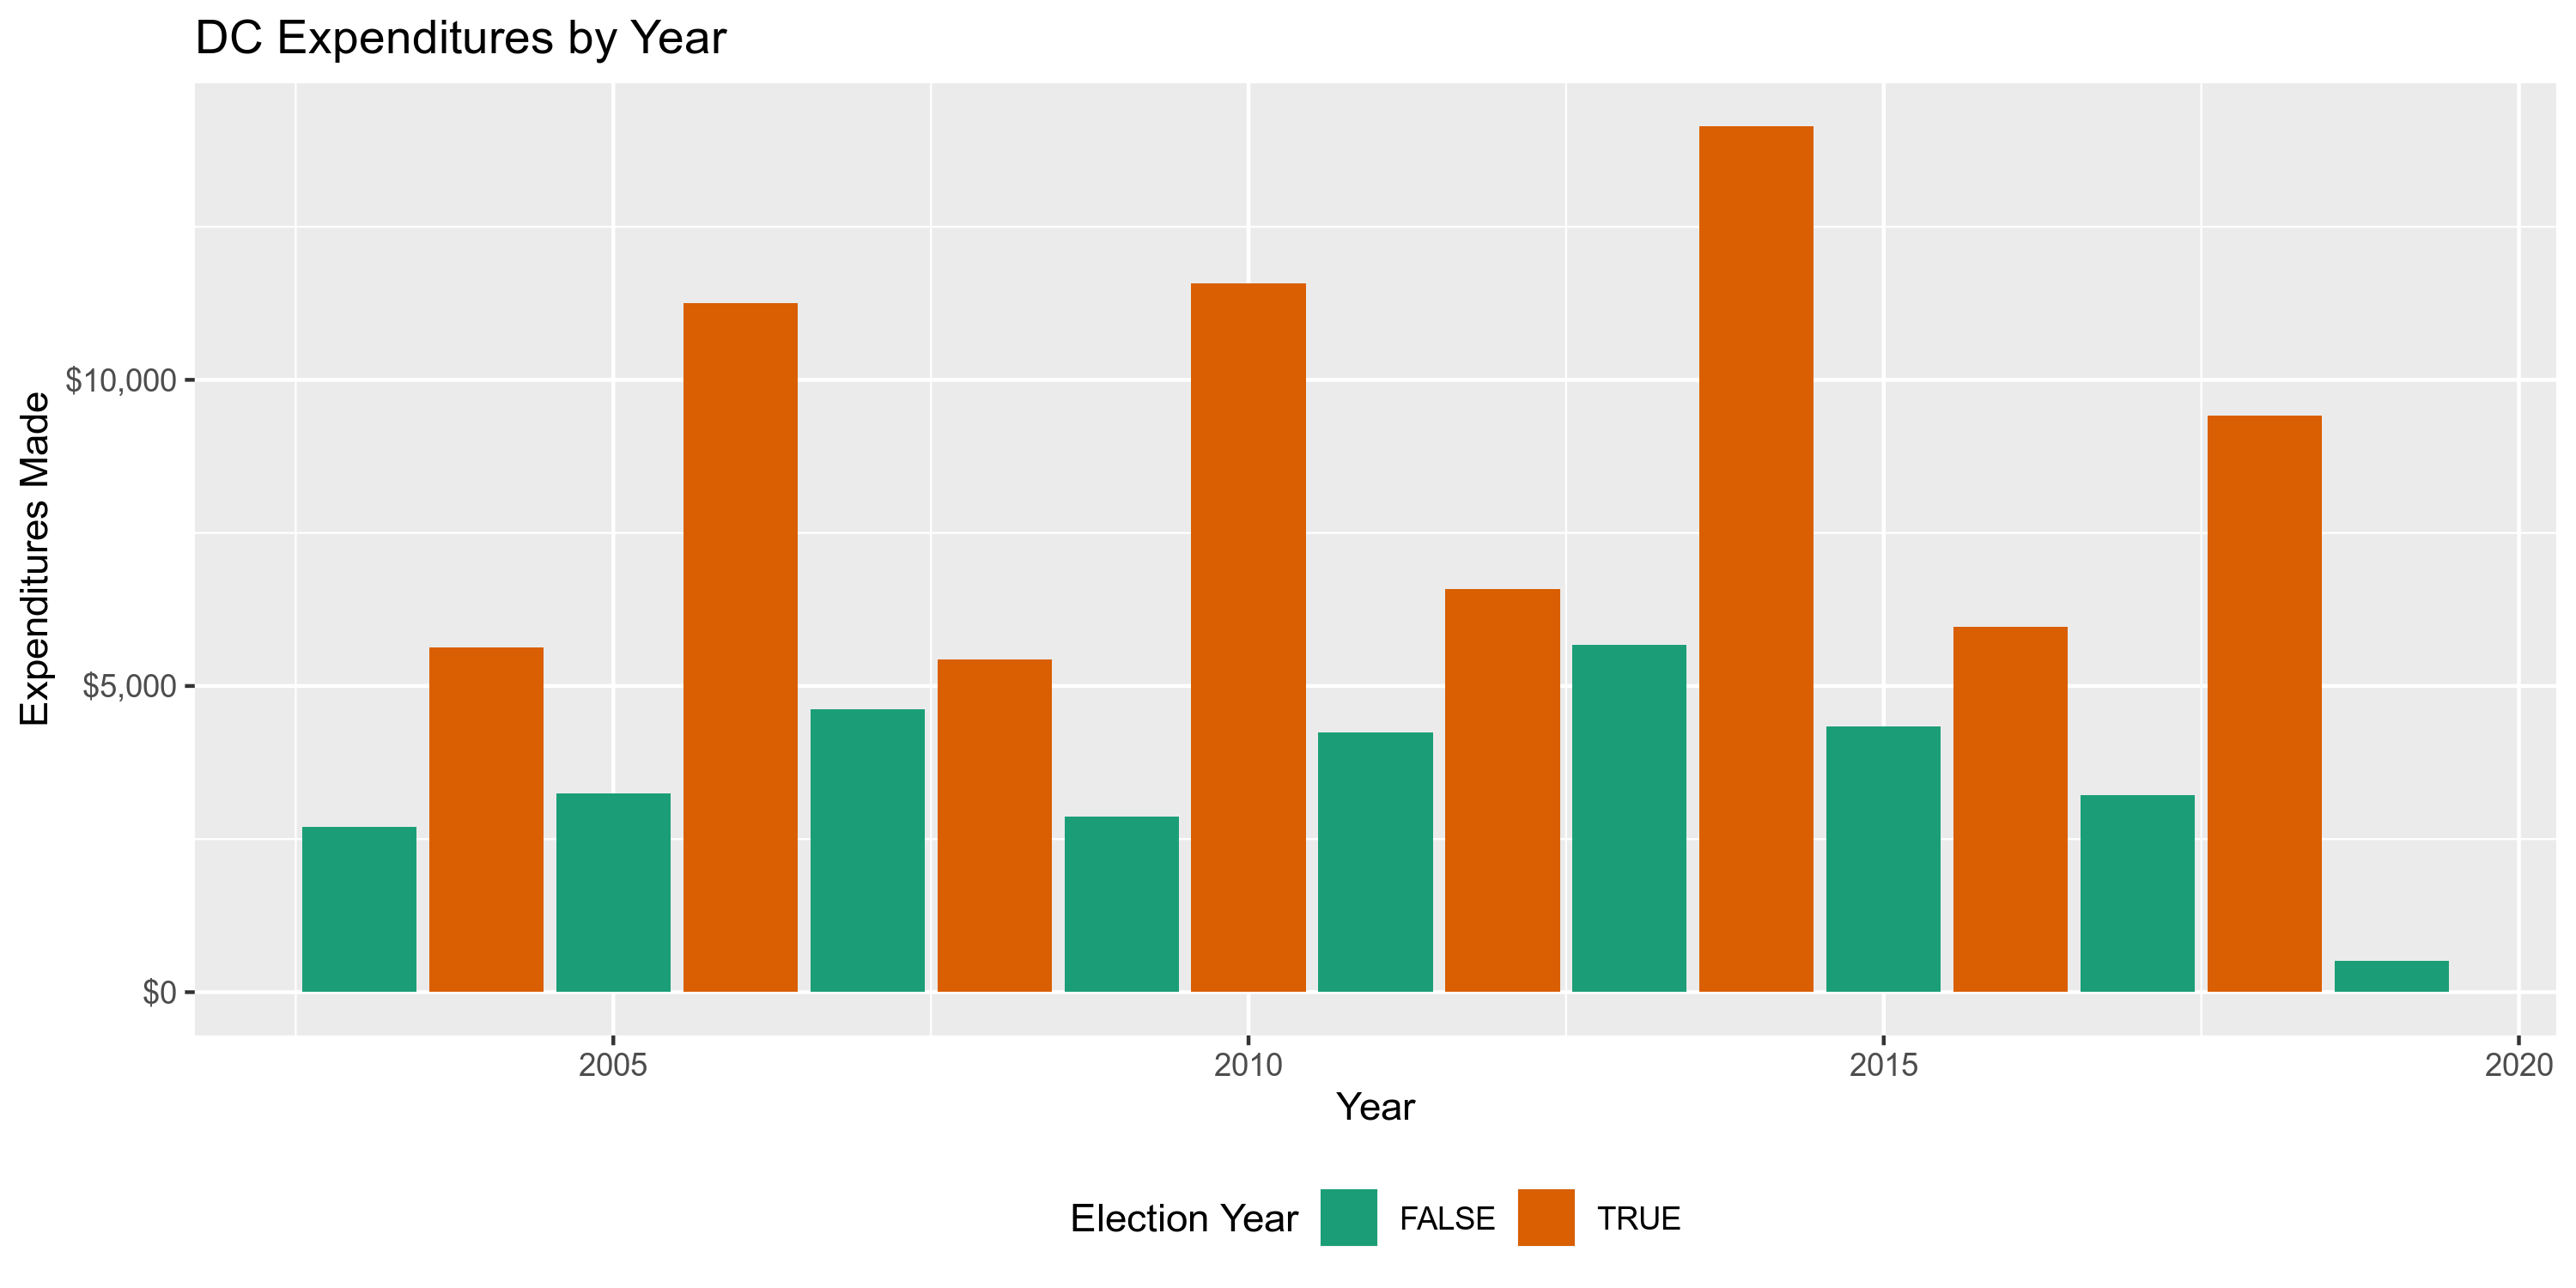 DC Expenditures by Year
Expenditures Made
$10,000
$5,000
$0
2005 2010 2015 2020
Year
Election Year FALSE TRUE